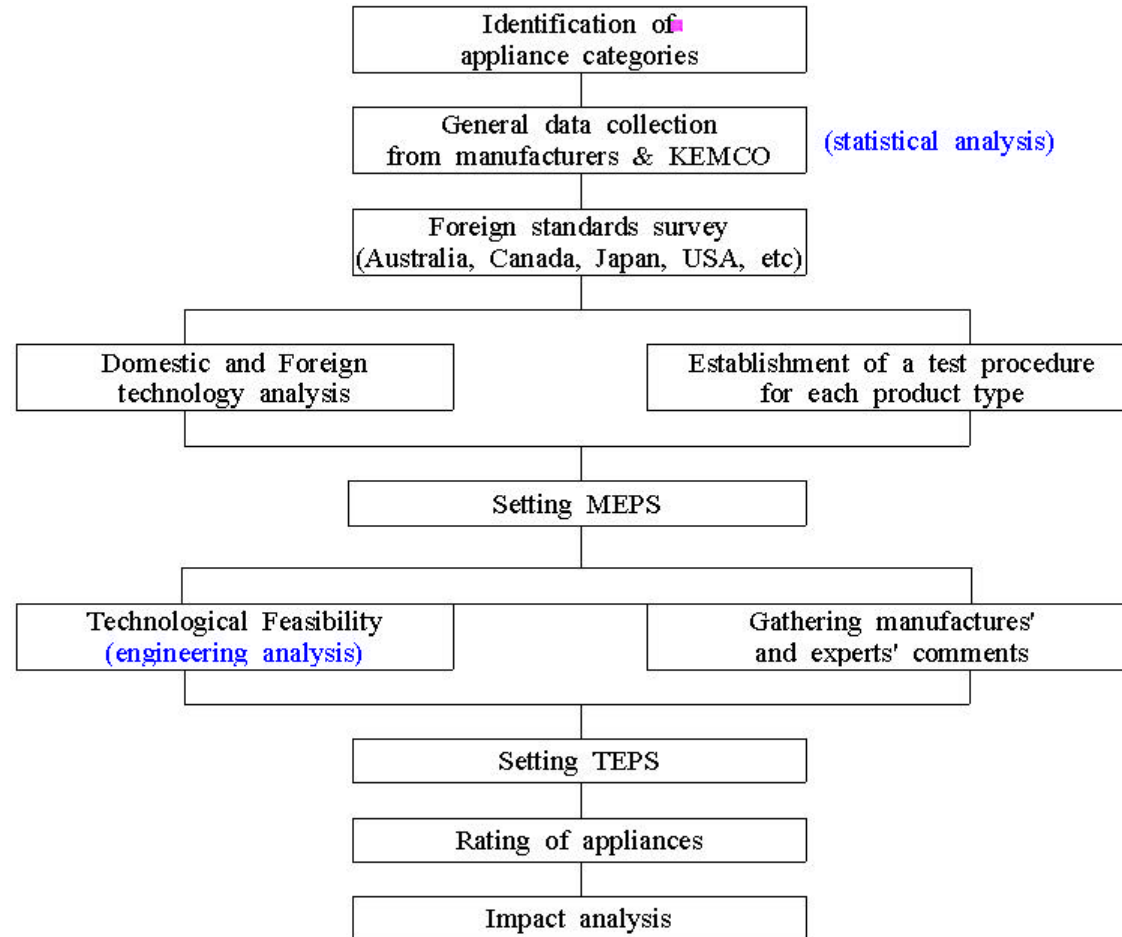 Identification of
appliance categories
General data collection
from manufacturers & KEMCO
(statistical analysis)
Foreign standards survey
(Australia, Canada, Japan, USA, etc)
Domestic and Foreign
technology analysis
Establishment of a test procedure
for each product type
Setting MEPS
Technological Feasibility
(engineering analysis)
Gathering manufactures'
and experts' comments
Setting TEPS
Rating of appliances
Impact analysis